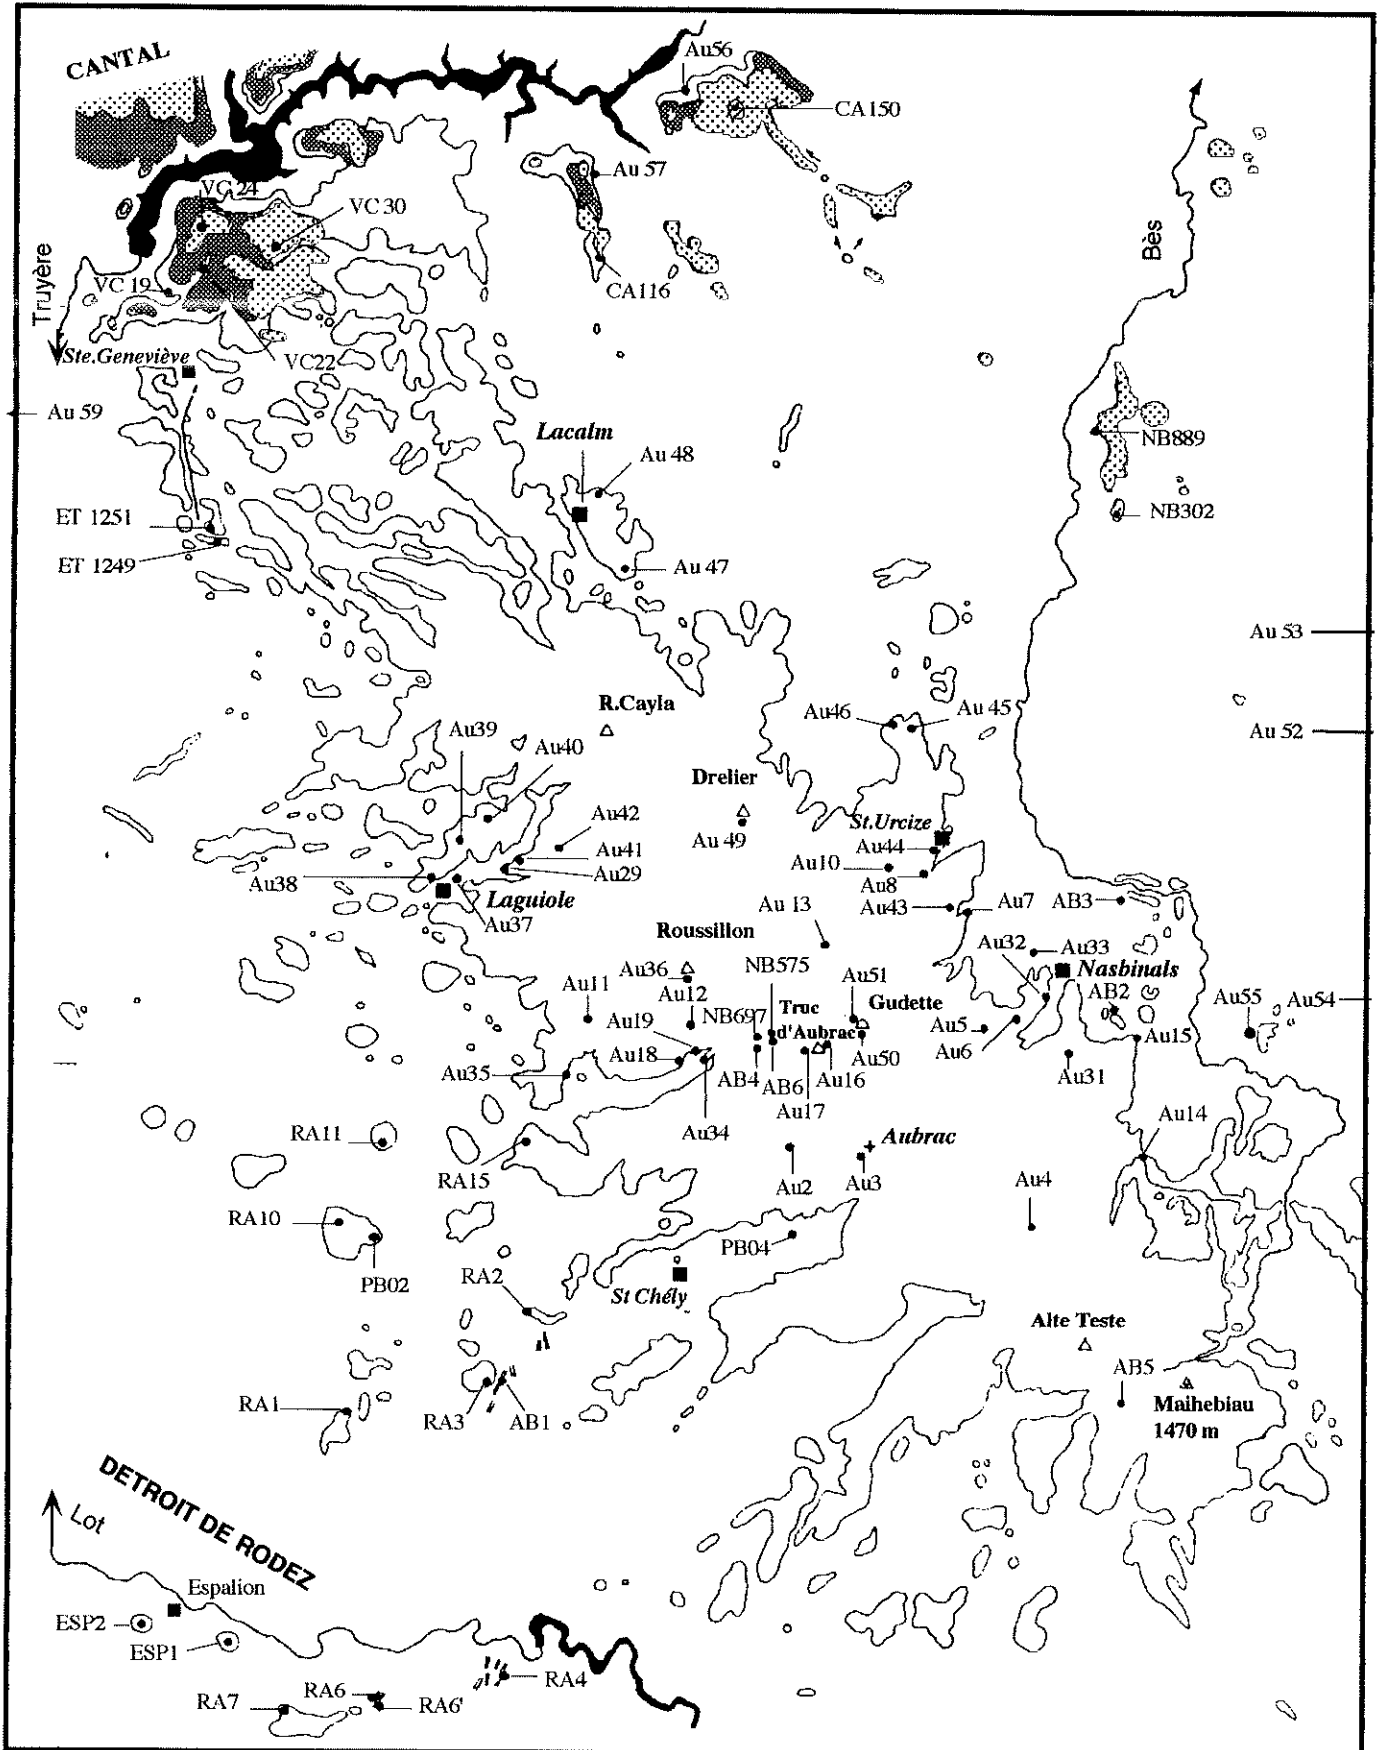 CANTAL
Au56
CA150
Au 57
VC 24
VC 30
Bès
VC 19
CA116
Truyère
Ste.Geneviève
VC22
Au 59
Lacalm
NB889
Au 48
ET 1251
NB302
ET 1249
Au 47
Au 53
R.Cayla
Au46
Au 45
Au39
Au 52
Au40
Drelier
Au42
St.Urcize
Au 49
Au44
Au41
Au10
Au29
Au8
Au38
Laguiole
Au43
Au7
AB3
Au37
Au 13
Roussillon
Au32
Au33
Au36
NB575
Nasbinals
Au11
Au12
Au51
AB2
Au55
Au54
NB697
Truc
d'Aubrac
Gudette
Au19
Au5
Au15
Au18
Au50
Au6
Au35
AB4
AB6
Au16
Au31
Au17
Au14
RA11
Au34
Aubrac
RA15
Au2
Au3
Au4
RA10
PB04
PB02
RA2
St Chély
Alte Teste
AB5
RA1
RA3
AB1
Maihebiau
1470 m
DETROIT DE RODEZ
Lot
Espalion
ESP2
ESP1
RA4
RA7
RA6
RA6'